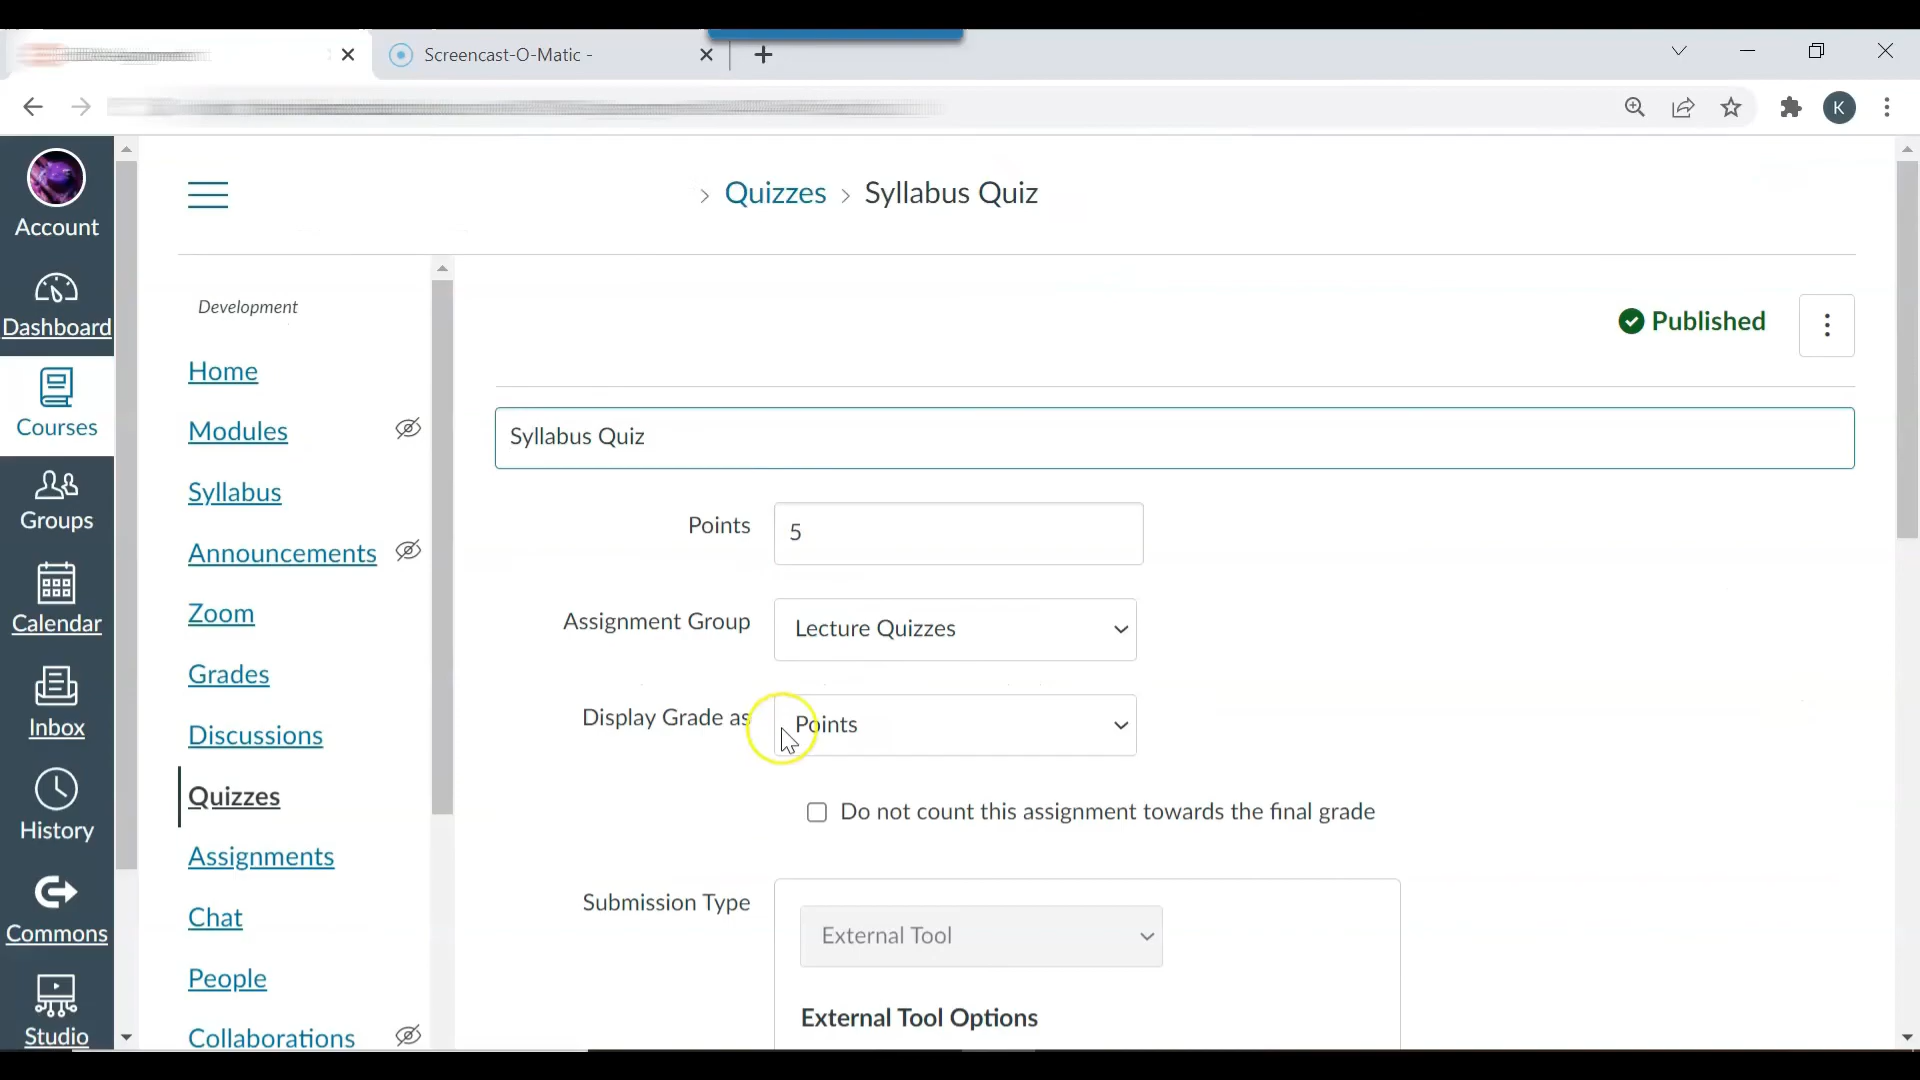 Screencast-O-Matic -
K
Account
Dashboard
Courses
Groups
Calendar
Inbox
History
Commons
Studio
> Quizzes > Syllabus Quiz
Development
Home
Modules
Syllabus
Announcements
Zoom
Grades
Discussions
Quizzes
Assignments
Chat
People
Collaborations
Published
Syllabus Quiz
Points 5
Assignment Group Lecture Quizzes
Display Grade as Points
Do not count this assignment towards the final grade
Submission Type External Tool
External Tool Options